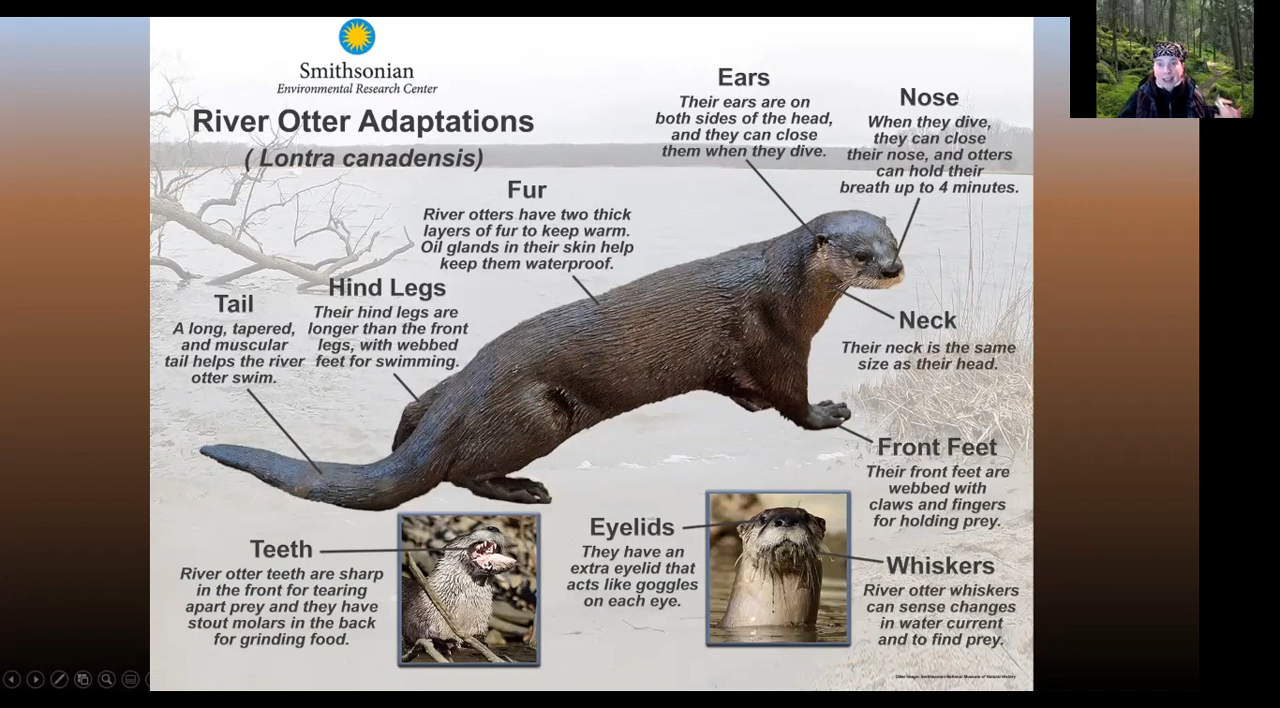 Smithsonian
Environmental Research Center
River Otter Adaptations
( Lontra canadensis)
Ears
Their ears are on
both sides of the head,
and they can close
them when they dive.
Nose
When they dive,
they can close
their nose, and otters
can hold their
breath up to 4 minutes.
Fur
River otters have two thick
layers of fur to keep warm.
Oil glands in their skin help
keep them waterproof.
Hind Legs
Their hind legs are
longer than the front
legs, with webbed
feet for swimming.
Tail
A long, tapered,
and muscular
tail helps the river
otter swim.
Neck
Their neck is the same
size as their head.
Front Feet
Their front feet are
webbed with
claws and fingers
for holding prey.
Teeth
River otter teeth are sharp
in the front for tearing
apart prey and they have
stout molars in the back
for grinding food.
Eyelids
They have an
extra eyelid that
acts like goggles
on each eye.
Whiskers
River otter whiskers
can sense changes
in water current
and to find prey.
Otter Image: Smithsonian National Museum of Natural History